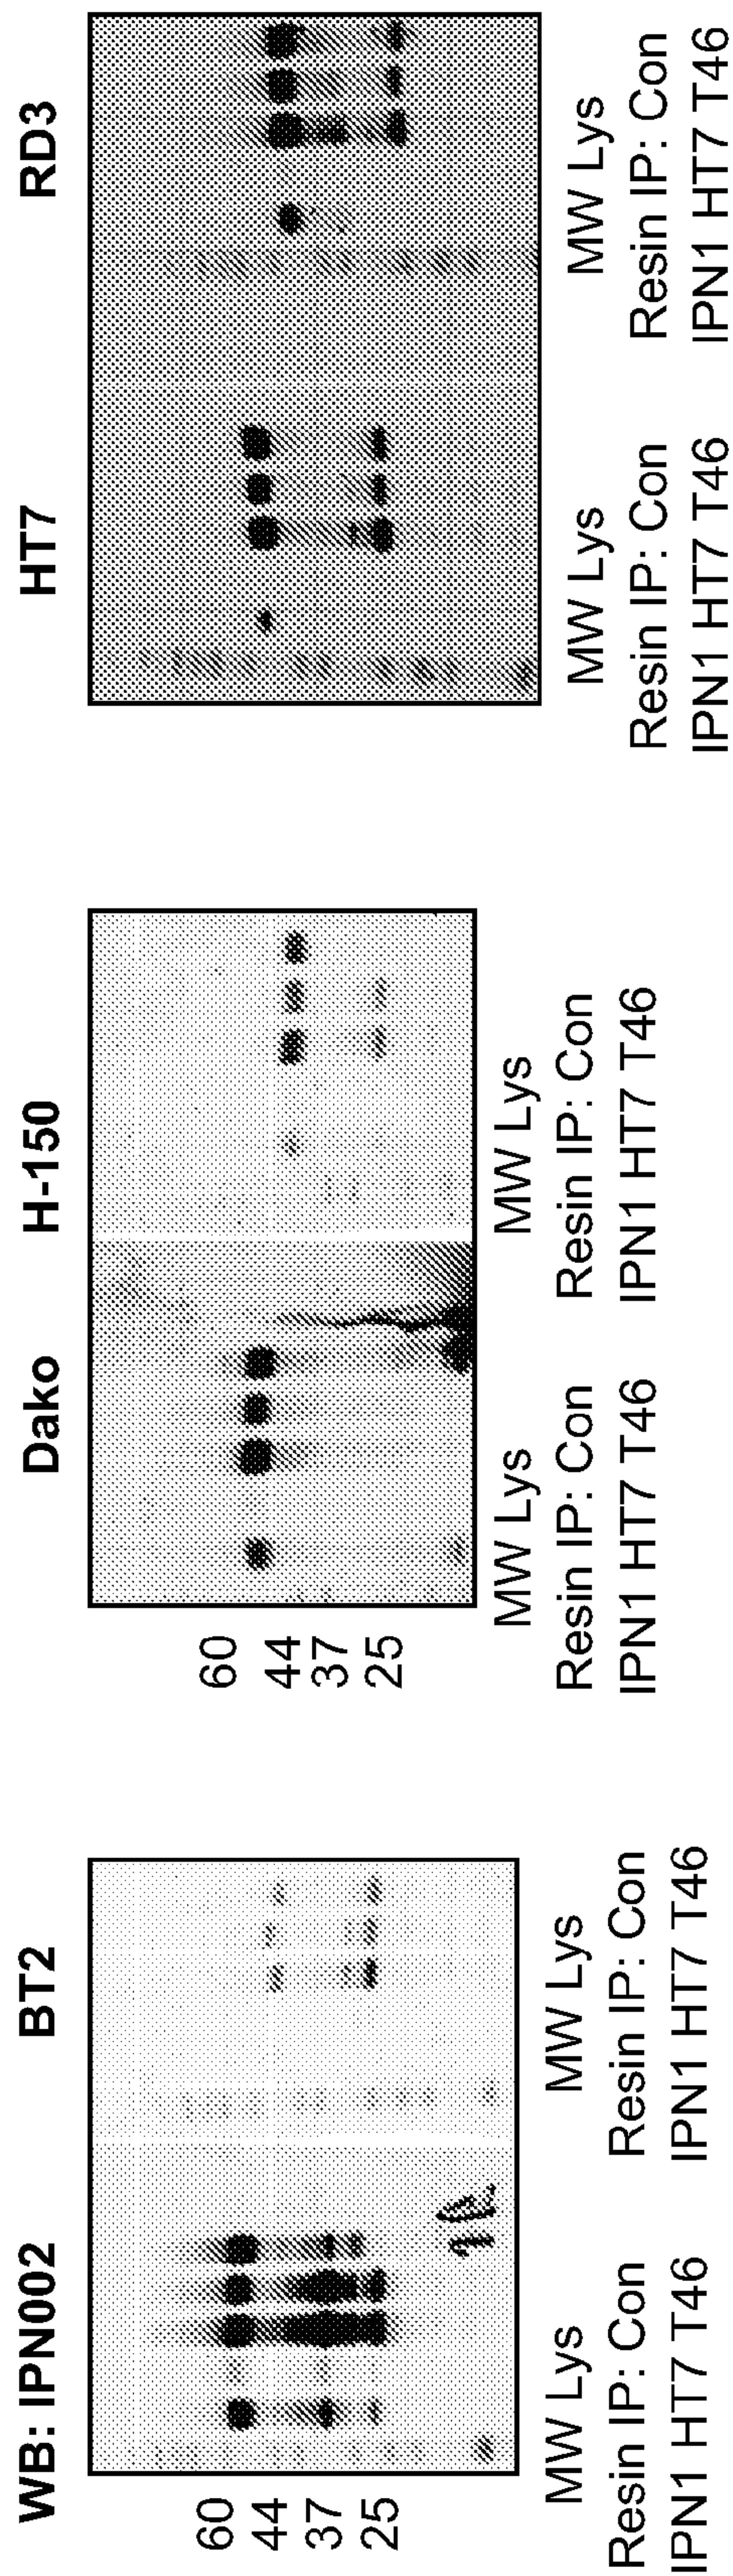 WB: IPN002
BT2
60
44
37
25
MW Lys
Resin IP: Con
IPN1 HT7 T46
MW Lys
Resin IP: Con
IPN1 HT7 T46
Dako
H-150
60
44
37
25
MW Lys
Resin IP: Con
IPN1 HT7 T46
MW Lys
Resin IP: Con
IPN1 HT7 T46
HT7
RD3
MW Lys
Resin IP: Con
IPN1 HT7 T46
MW Lys
Resin IP: Con
IPN1 HT7 T46